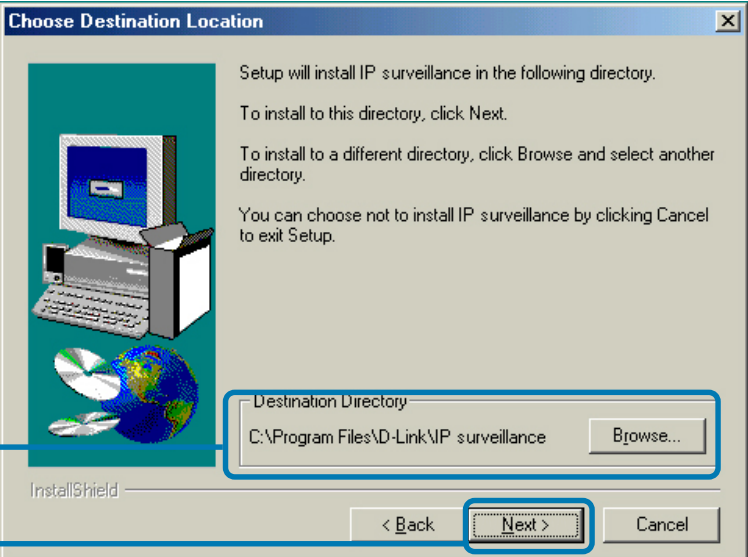 Choose Destination Location
Setup will install IP surveillance in the following directory.
To install to this directory, click Next.
To install to a different directory, click Browse and select another
directory.
You can choose not to install IP surveillance by clicking Cancel
to exit Setup.
Destination Directory
C:\Program Files\D-Link\IP surveillance
Browse...
InstallShield
< Back
Next >
Cancel